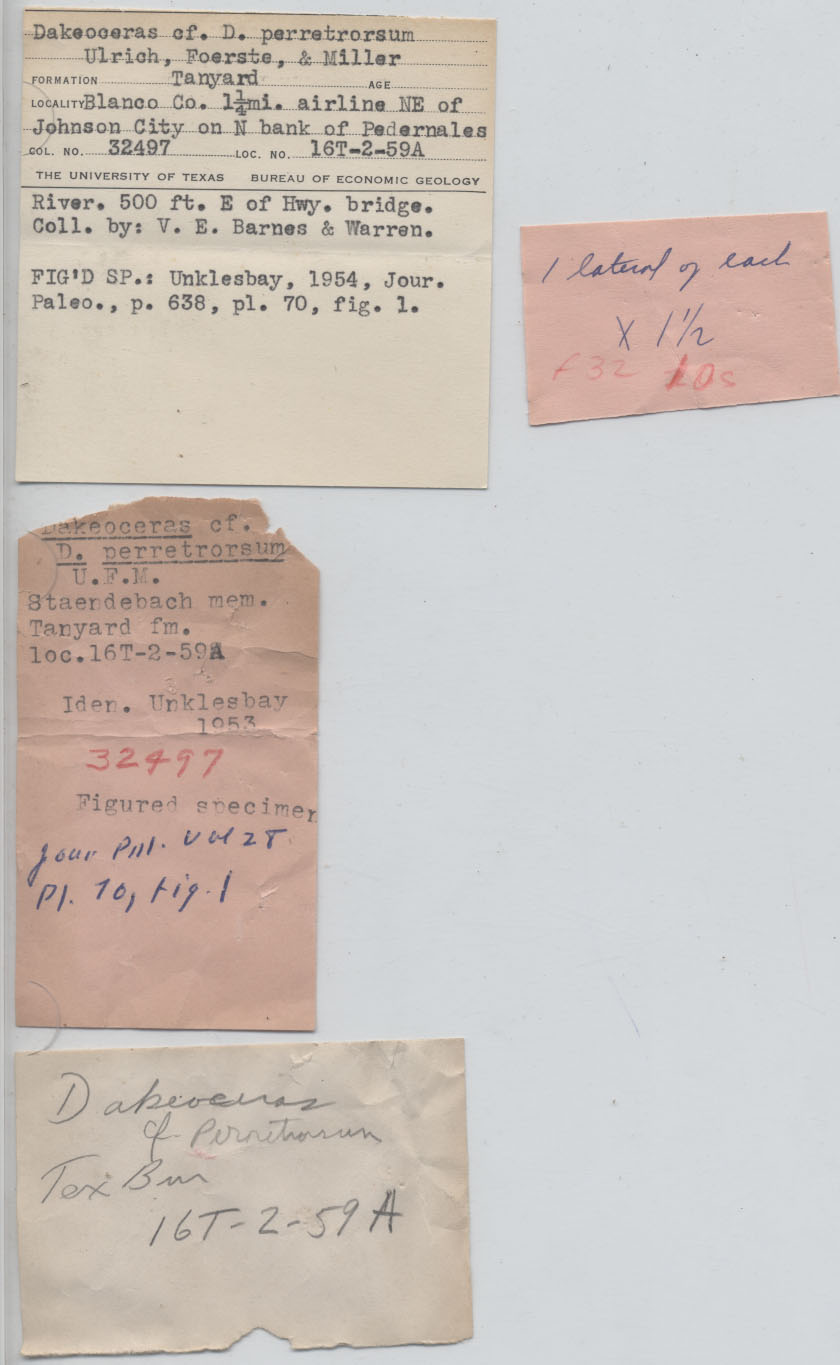 Dakeoceras cf. D. perretrorsum
Ulrich, Foerste, & Miller
FORMATION Tanyard AGE
LOCALITY Blanco Co. 1¼mi. airline NE of
Johnson City on N bank of Pedernales
COL. NO. 32497 LOC. NO. 16T-2-59A
THE UNIVERSITY OF TEXAS BUREAU OF ECONOMIC GEOLOGY
River. 500 ft. E of Hwy. bridge.
Coll. by: V. E. Barnes & Warren.
FIG'D SP.: Unklesbay, 1954, Jour.
Paleo., p. 638, pl. 70, fig. 1.
1 lateral of each
X 1½
f32 10s
Dakeoceras cf.
D. perretrorsum
U.F.M.
Staendebach mem.
Tanyard fm.
loc.16T-2-59A
Iden. Unklesbay
1953
32497
Figured specimen
Jour Pal. Vol 28
Pl. 70, Fig. 1
Dakeoceras
cf Perretrorsum
Tex Bur
16T-2-59A